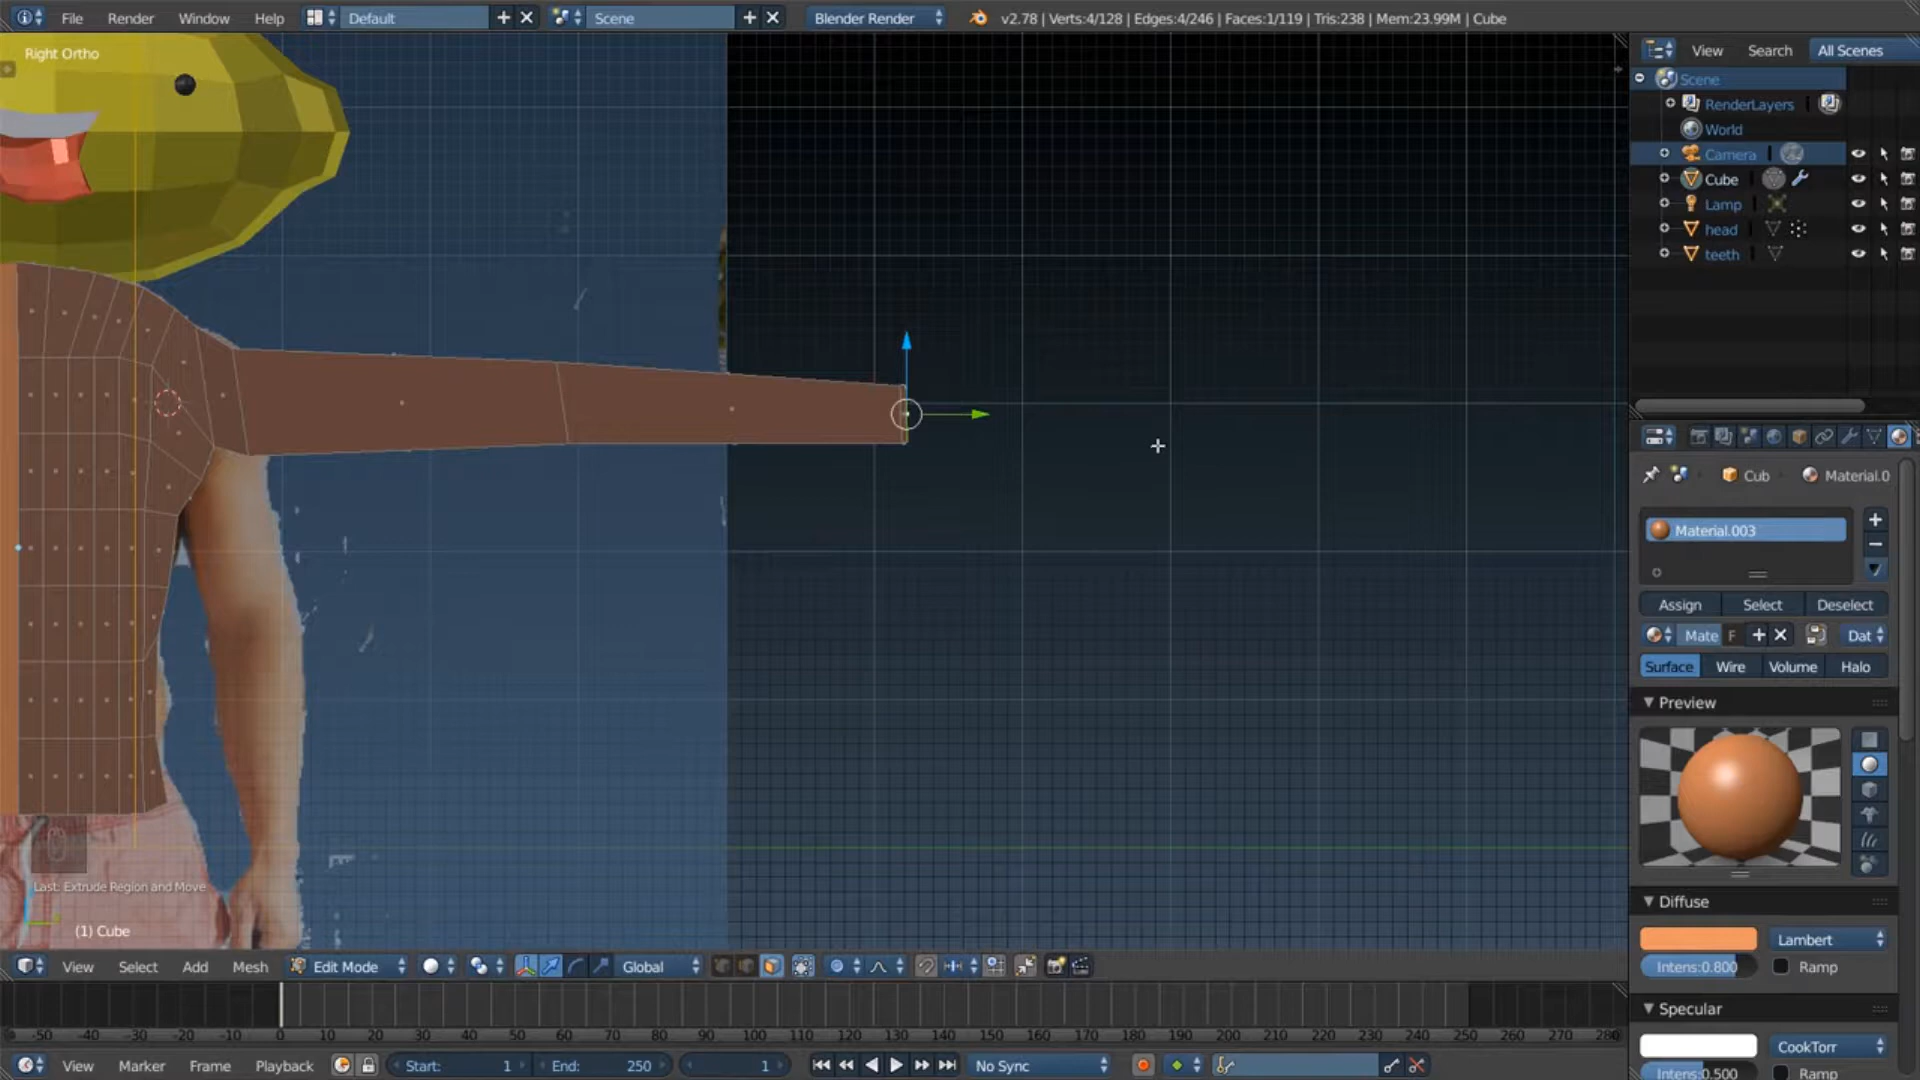 File Render Window Help Default Scene Blender Render v2.78 | Verts:4/128 | Edges:4/246 | Faces:1/119 | Tris:238 | Mem:23.99M | Cube
Right Ortho
View Search All Scenes
Scene
RenderLayers
World
Camera
Cube
Lamp
head
teeth
Cub Material.0
Material.003
Assign Select Deselect
Mate F Dat
Surface Wire Volume Halo
Preview
Last: Extrude Region and Move
(1) Cube
Diffuse
Lambert
Intens:0.800 Ramp
Specular
CookTorr
Intens:0.500 Ramp
View Select Add Mesh Edit Mode Global
-50 -40 -30 -20 -10 0 10 20 30 40 50 60 70 80 90 100 110 120 130 140 150 160 170 180 190 200 210 220 230 240 250 260 270 280
View Marker Frame Playback Start: 1 End: 250 1 No Sync